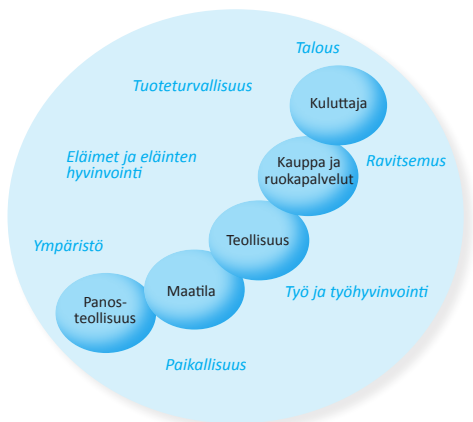 Talous
Tuoteturvallisuus
Kuluttaja
Eläimet ja eläinten
hyvinvointi
Kauppa ja
ruokapalvelut
Ravitsemus
Teollisuus
Ympäristö
Maatila
Työ ja työhyvinvointi
Panos-
teollisuus
Paikallisuus